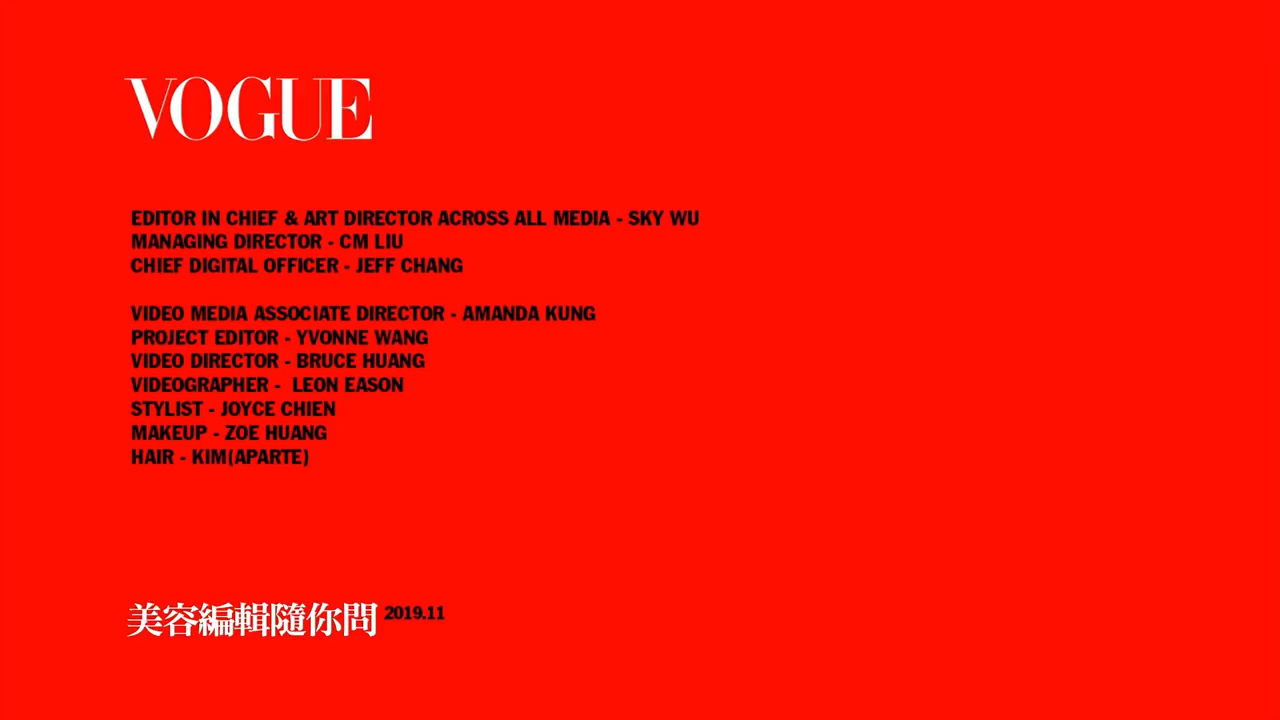 VOGUE
EDITOR IN CHIEF & ART DIRECTOR ACROSS ALL MEDIA - SKY WU
MANAGING DIRECTOR - CM LIU
CHIEF DIGITAL OFFICER - JEFF CHANG
VIDEO MEDIA ASSOCIATE DIRECTOR - AMANDA KUNG
PROJECT EDITOR - YVONNE WANG
VIDEO DIRECTOR - BRUCE HUANG
VIDEOGRAPHER -  LEON EASON
STYLIST - JOYCE CHIEN
MAKEUP - ZOE HUANG
HAIR - KIM(APARTE)
美容編輯隨你問 2019.11